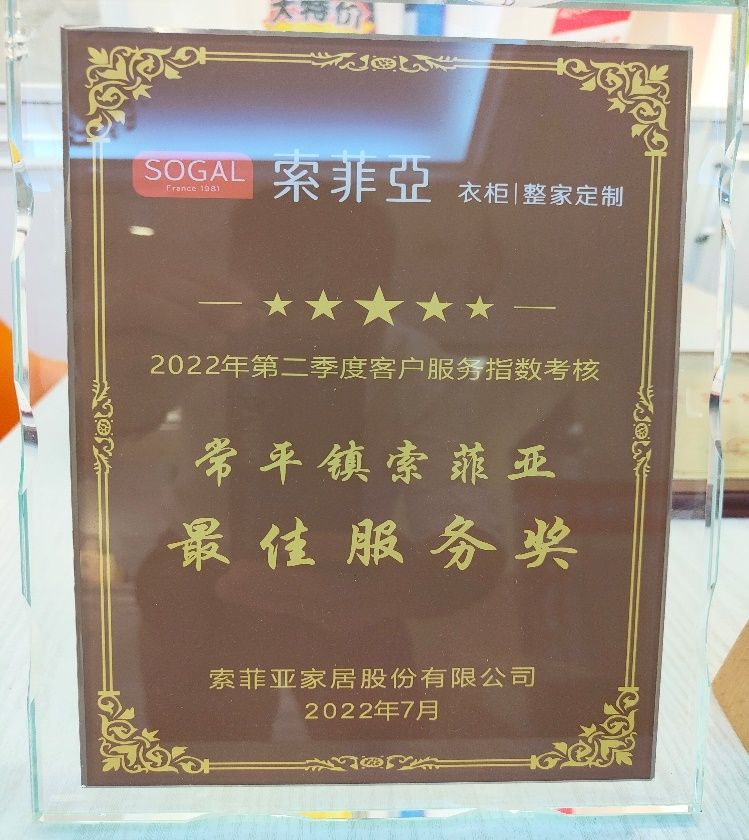 大特价
SOGAL
France 1981
索菲亞
衣柜|整家定制
2022年第二季度客户服务指数考核
常平镇索菲亚
最佳服务奖
索菲亚家居股份有限公司
2022年7月